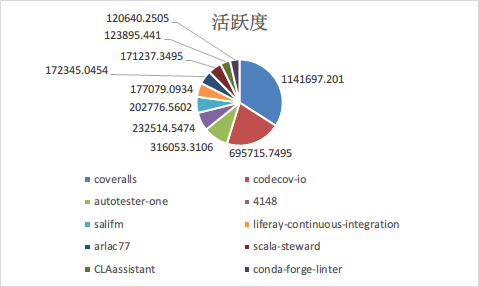 活跃度
120640.2505
123895.441
171237.3495
172345.0454
1141697.201
177079.0934
202776.5602
232514.5474
316053.3106
695715.7495
coveralls
codecov-io
autotester-one
4148
salifm
liferay-continuous-integration
arlac77
scala-steward
CLAassistant
conda-forge-linter